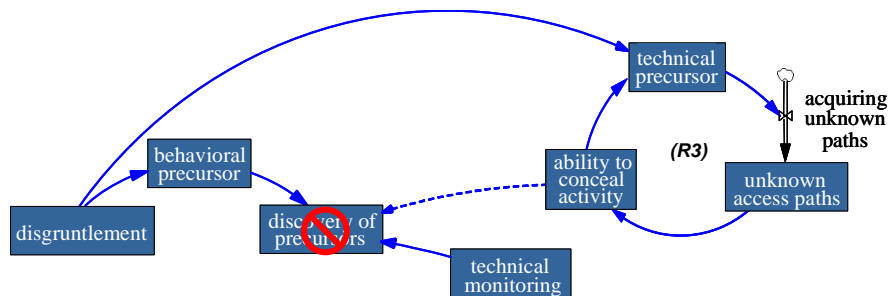 technical
precursor
acquiring
unknown
paths
behavioral
precursor
(R3)
ability to
conceal
activity
unknown
access paths
disgruntlement
discovery of
precursors
technical
monitoring